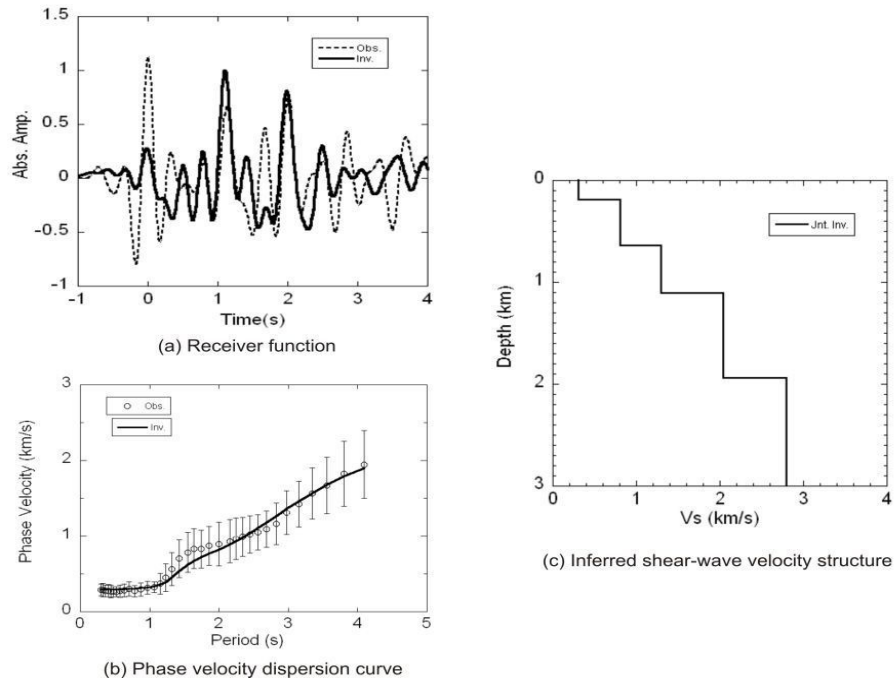 1.5
1
0.5
0
-0.5
-1
Abs. Amp.
Obs.
Inv.
-1 0 1 2 3 4
Time(s)
(a) Receiver function
3
2
1
0
Phase Velocity (km/s)
Obs.
Inv.
0 1 2 3 4 5
Period (s)
(b) Phase velocity dispersion curve
0
1
2
3
Depth (km)
Jnt. Inv.
0 1 2 3 4
Vs (km/s)
(c) Inferred shear-wave velocity structure